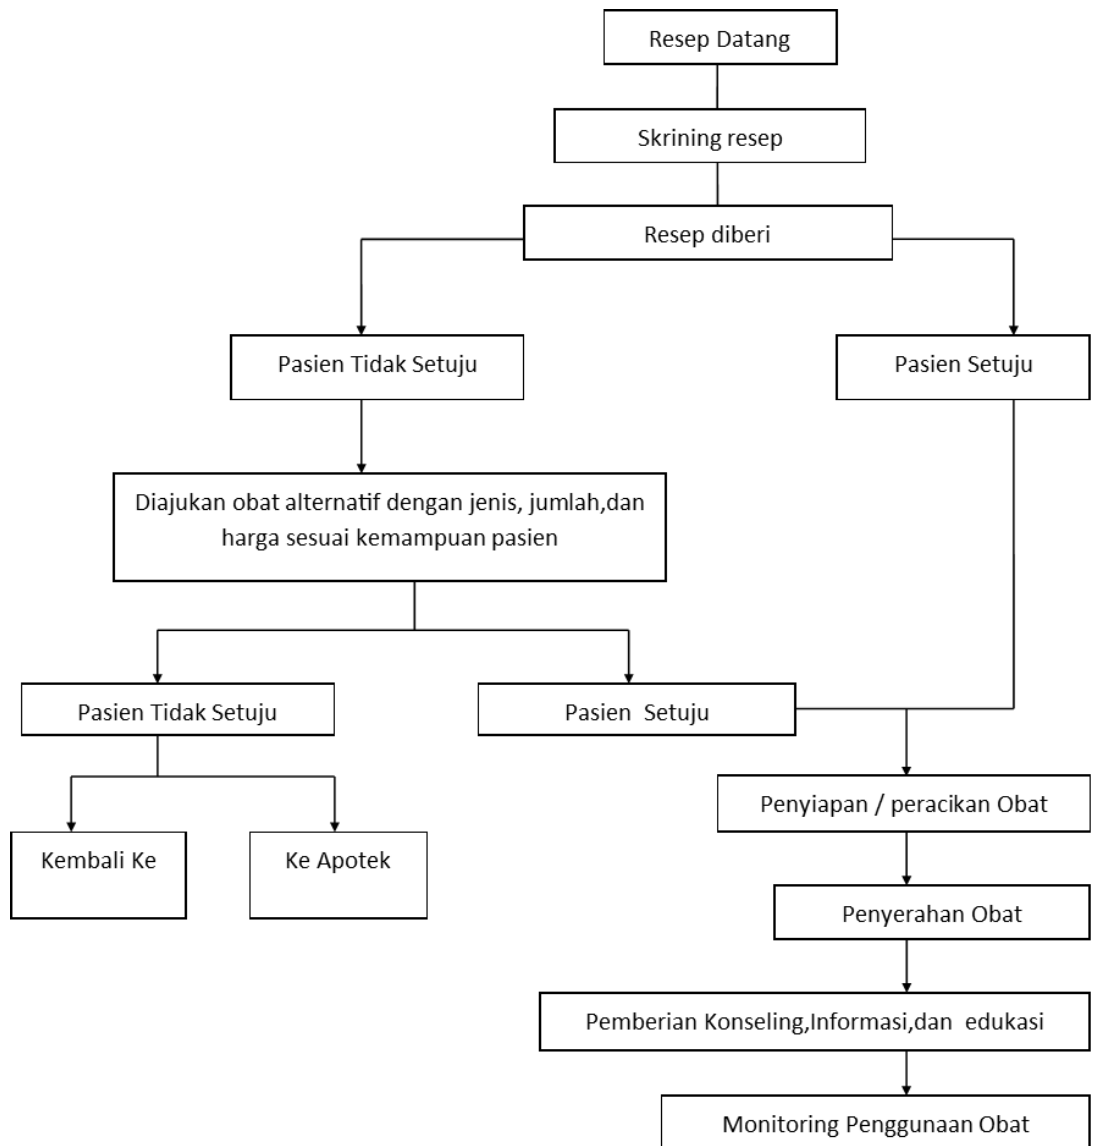 Resep Datang
Skrining resep
Resep diberi
Pasien Tidak Setuju
Pasien Setuju
Diajukan obat alternatif dengan jenis, jumlah,dan
harga sesuai kemampuan pasien
Pasien Tidak Setuju
Pasien Setuju
Penyiapan / peracikan Obat
Kembali Ke
Ke Apotek
Penyerahan Obat
Pemberian Konseling,Informasi,dan edukasi
Monitoring Penggunaan Obat